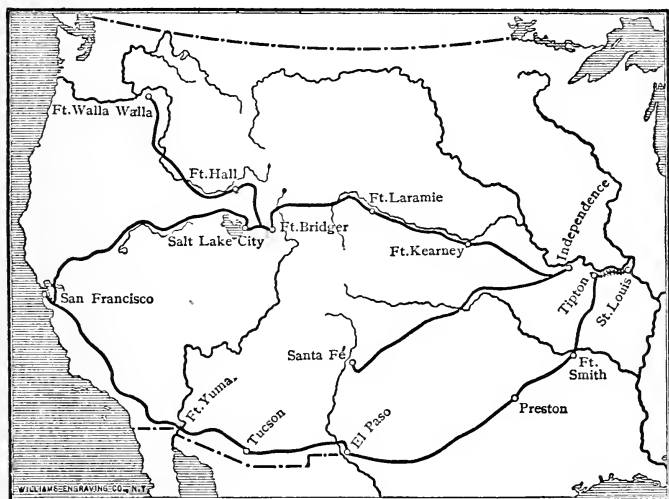 Ft. Walla Walla
Ft. Hall
Ft. Laramie
Independence
Salt Lake City
Ft. Bridger
Ft. Kearney
Tipton
St. Louis
San Francisco
Santa Fé
Ft. Smith
Ft. Yuma
Preston
Tucson
El Paso
WILLIAMS ENGRAVING CO., N.Y.